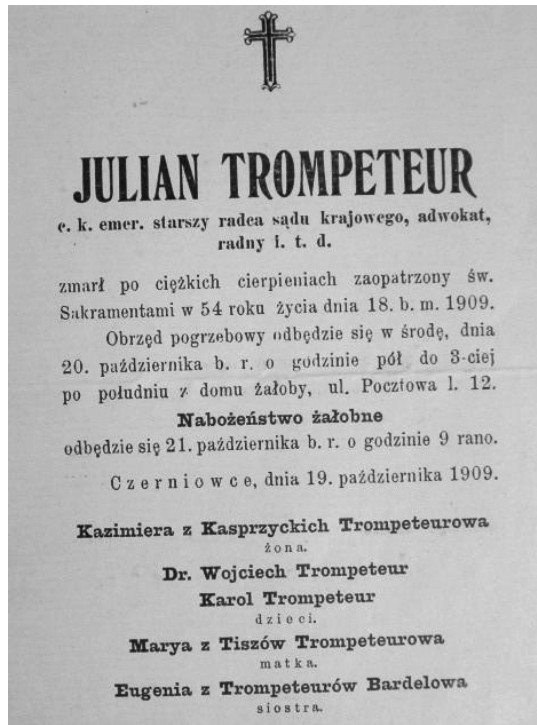 JULIAN TROMPETEUR
c. k. emer. starszy radca sądu krajowego, adwokat,
radny i. t. d.
zmarł po ciężkich cierpieniach zaopatrzony św.
Sakramentami w 54 roku życia dnia 18. b. m. 1909.
Obrzęd pogrzebowy odbędzie się w środę, dnia
20. października b. r. o godzinie pół do 3-ciej
po południu z domu żałoby, ul. Pocztowa l. 12.
Nabożeństwo żałobne
odbędzie się 21. października b. r. o godzinie 9 rano.
Czerniowce, dnia 19. października 1909.
Kazimiera z Kasprzyckich Trompeteurowa
żona.
Dr. Wojciech Trompeteur
Karol Trompeteur
dzieci.
Marya z Tiszów Trompeteurowa
matka.
Eugenia z Trompeteurów Bardelowa
siostra.